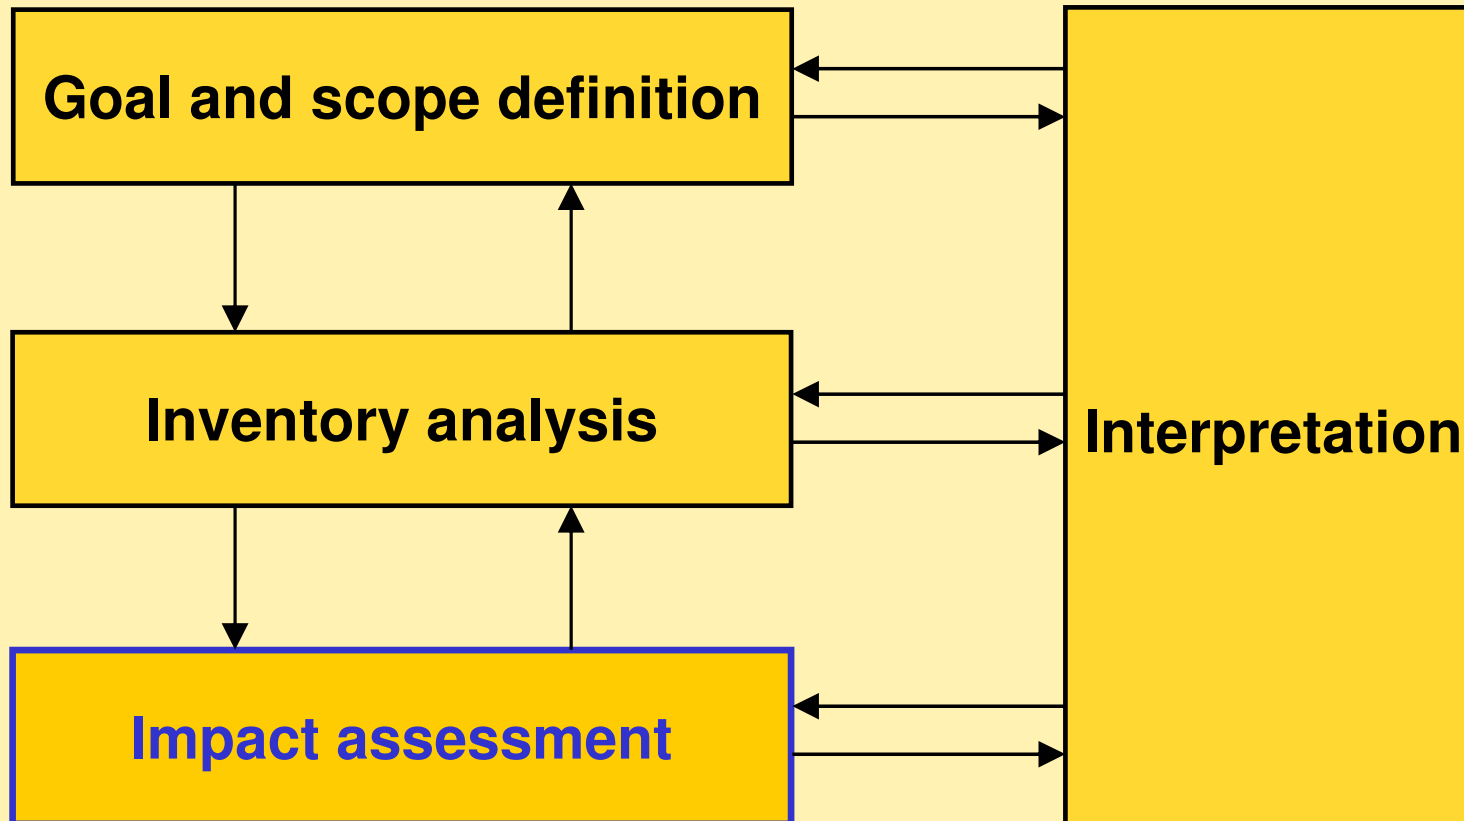 Goal and scope definition
Inventory analysis
Interpretation
Impact assessment